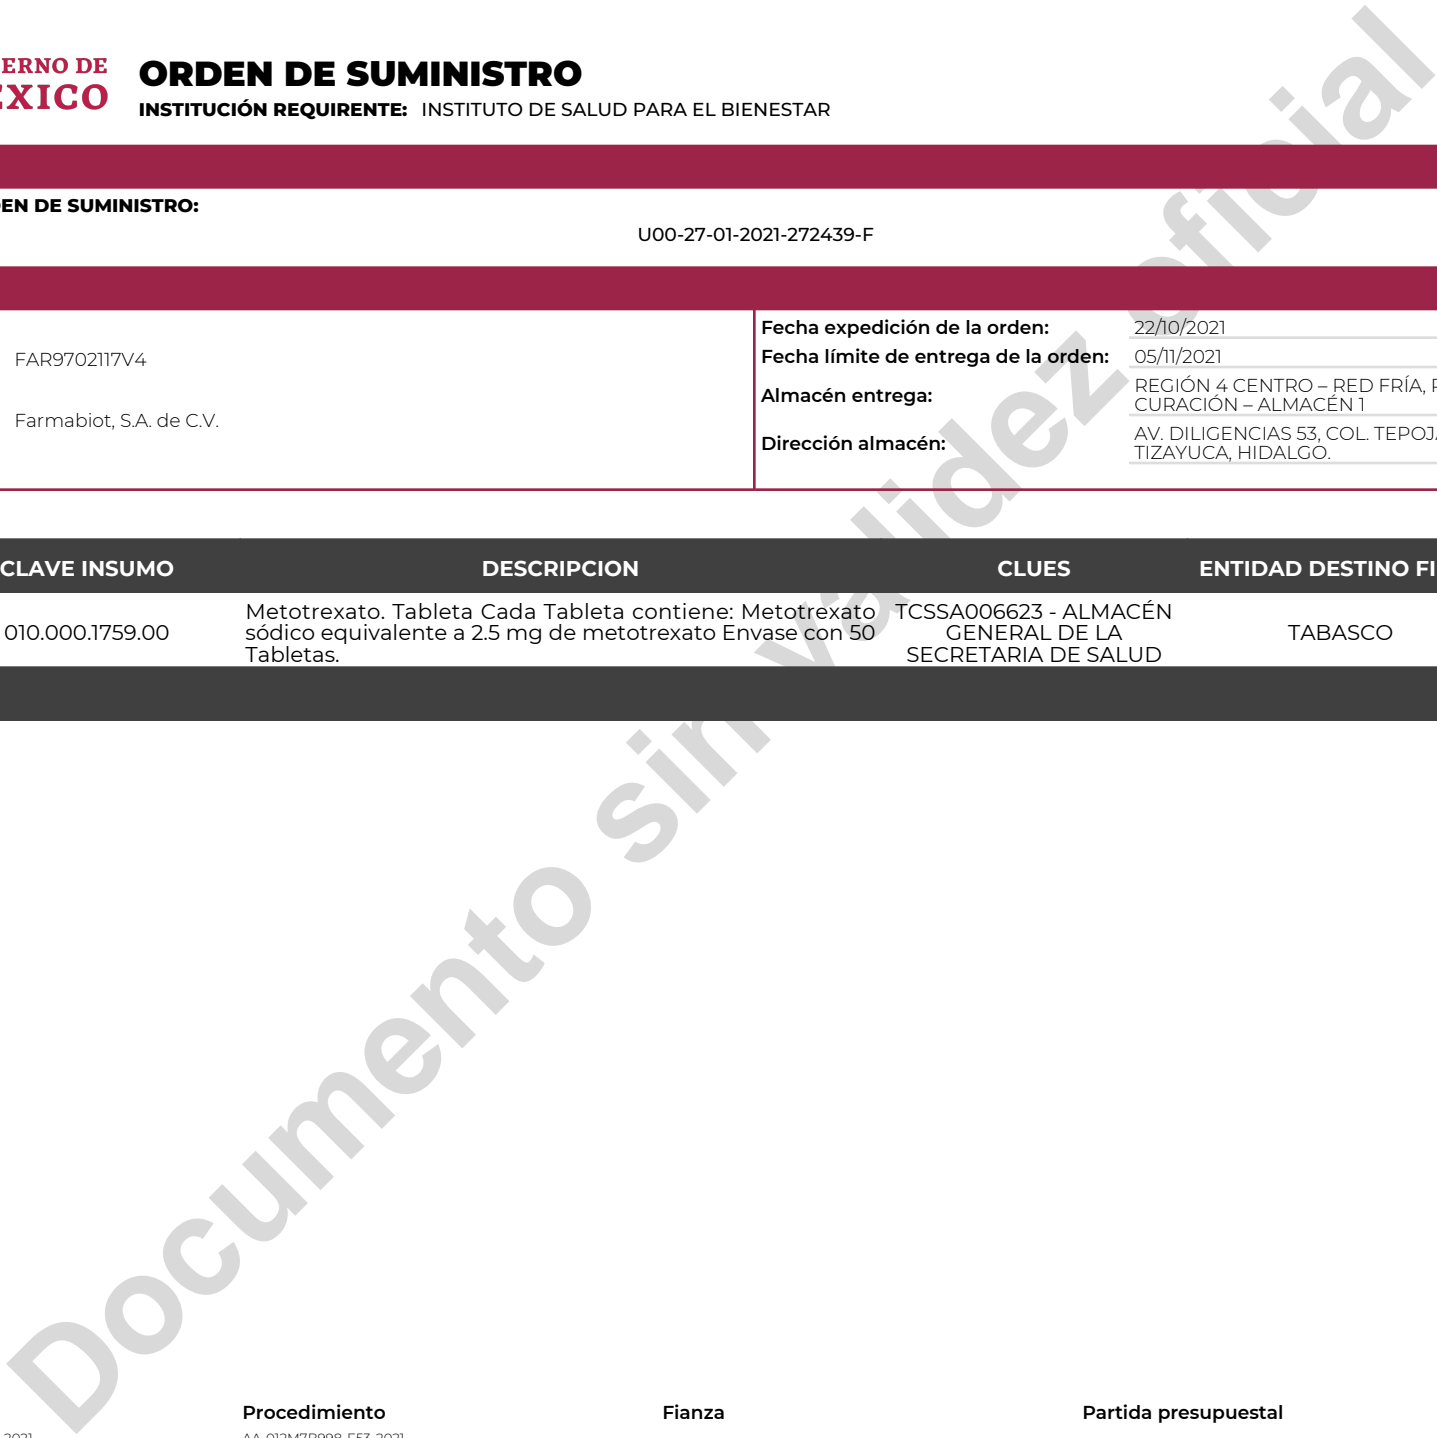 ERNO DE
EXICO
ORDEN DE SUMINISTRO
INSTITUCIÓN REQUIRENTE: INSTITUTO DE SALUD PARA EL BIENESTAR
EN DE SUMINISTRO:
U00-27-01-2021-272439-F
FAR9702117V4
Farmabiot, S.A. de C.V.
Fecha expedición de la orden: 22/10/2021
Fecha límite de entrega de la orden: 05/11/2021
Almacén entrega: REGIÓN 4 CENTRO – RED FRÍA,
CURACIÓN – ALMACÉN 1
Dirección almacén: AV. DILIGENCIAS 53, COL. TEPOJA
TIZAYUCA, HIDALGO.
CLAVE INSUMO DESCRIPCION CLUES ENTIDAD DESTINO FI
010.000.1759.00
Metotrexato. Tableta Cada Tableta contiene: Metotrexato
sódico equivalente a 2.5 mg de metotrexato Envase con 50
Tabletas.
TCSSA006623 - ALMACÉN
GENERAL DE LA
SECRETARIA DE SALUD
TABASCO
Procedimiento Fianza Partida presupuestal
Documento sin validez oficial